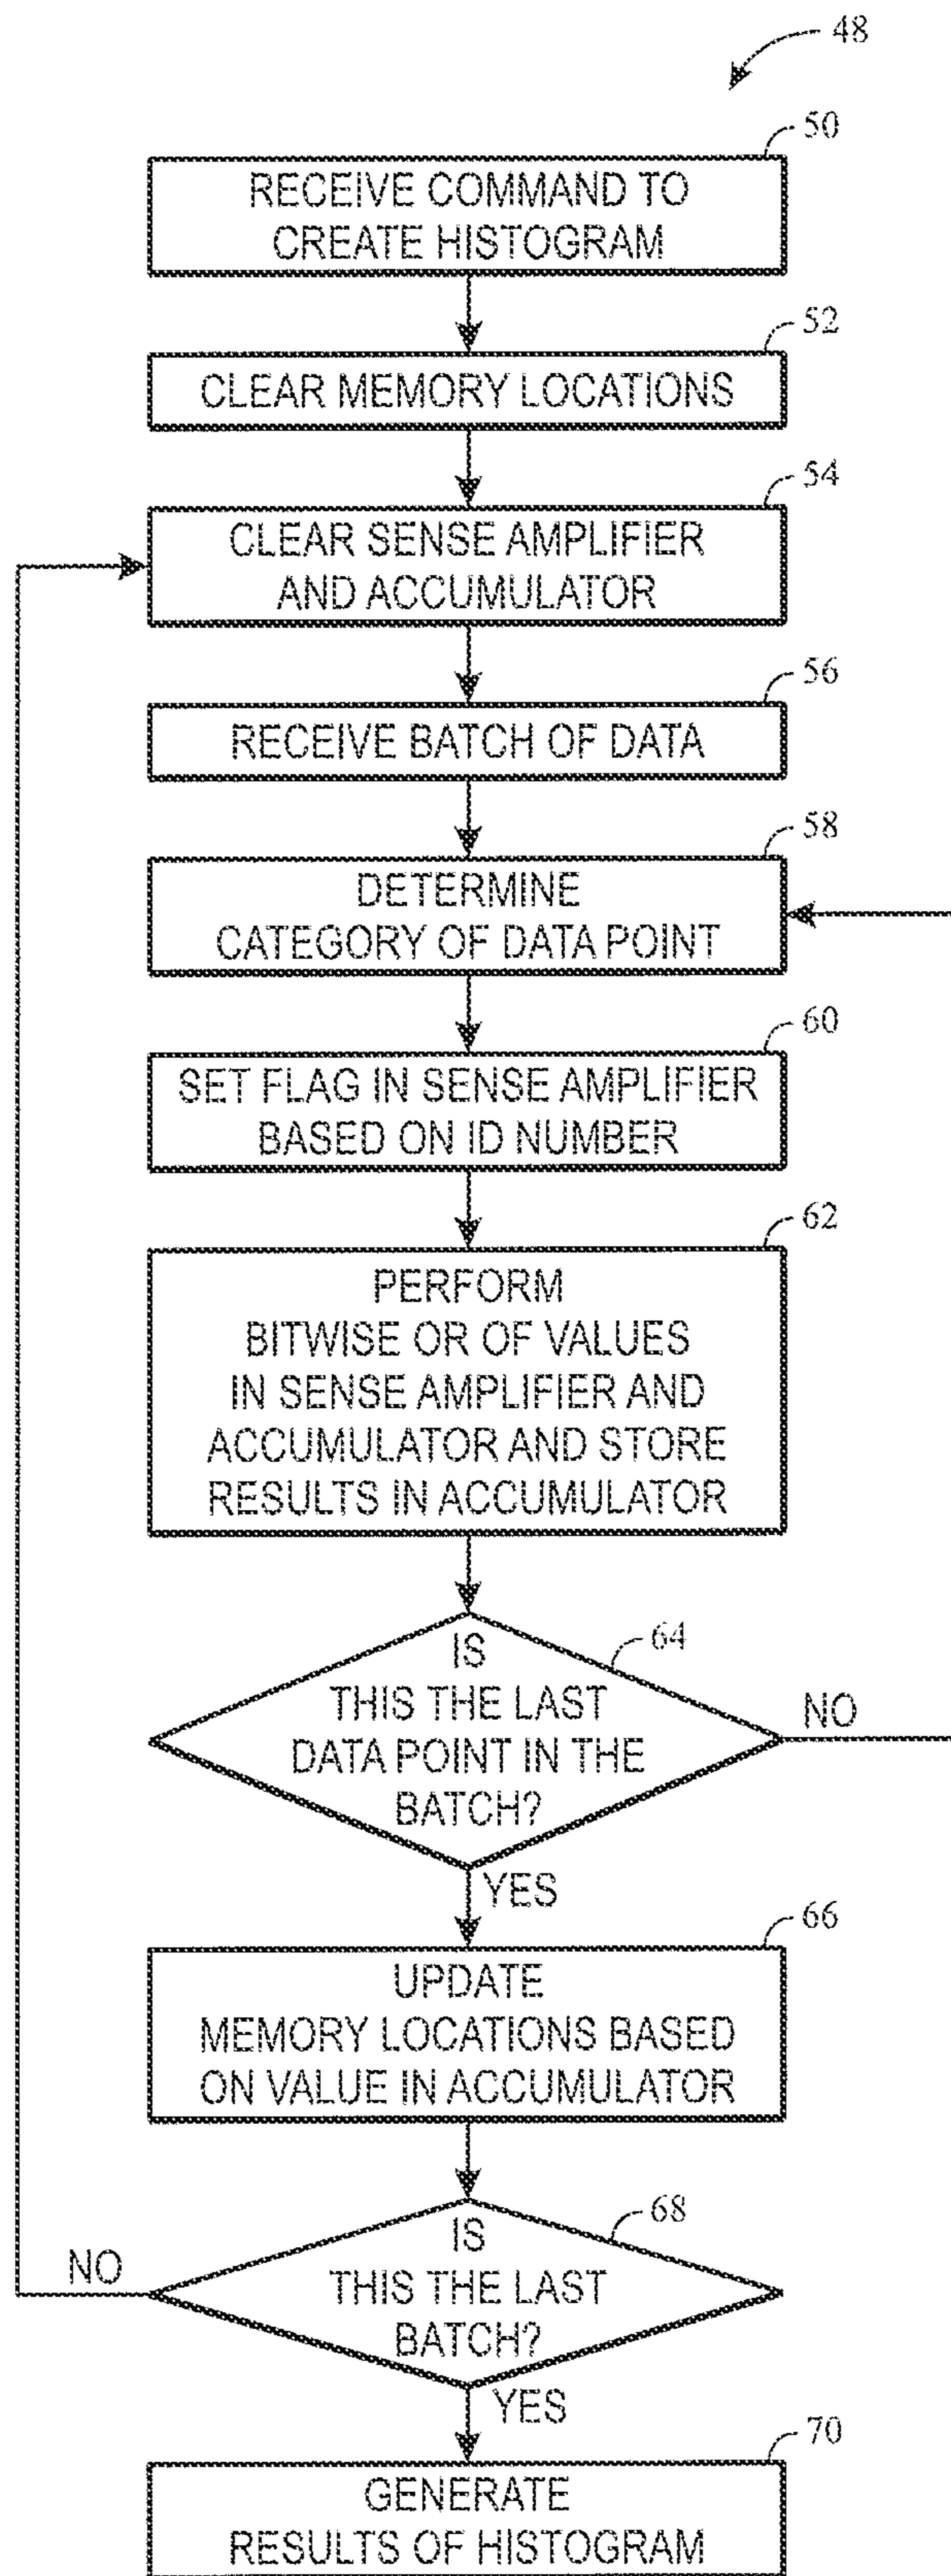 48
50
RECEIVE COMMAND TO
CREATE HISTOGRAM
52
CLEAR MEMORY LOCATIONS
54
CLEAR SENSE AMPLIFIER
AND ACCUMULATOR
56
RECEIVE BATCH OF DATA
58
DETERMINE
CATEGORY OF DATA POINT
60
SET FLAG IN SENSE AMPLIFIER
BASED ON ID NUMBER
62
PERFORM
BITWISE OR OF VALUES
IN SENSE AMPLIFIER AND
ACCUMULATOR AND STORE
RESULTS IN ACCUMULATOR
64
IS
THIS THE LAST
DATA POINT IN THE
BATCH?
NO
YES
66
UPDATE
MEMORY LOCATIONS BASED
ON VALUE IN ACCUMULATOR
68
IS
THIS THE LAST
BATCH?
NO
YES
70
GENERATE
RESULTS OF HISTOGRAM